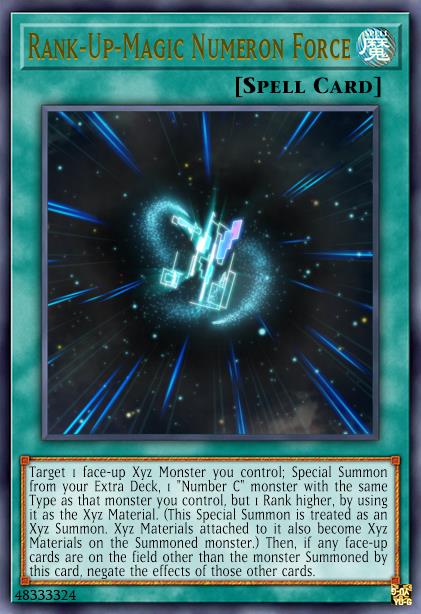 Rank-Up-Magic Numeron Force
SPELL
魔
[Spell Card]
Target 1 face-up Xyz Monster you control; Special Summon
from your Extra Deck, 1 "Number C" monster with the same
Type as that monster you control, but 1 Rank higher, by using
it as the Xyz Material. (This Special Summon is treated as an
Xyz Summon. Xyz Materials attached to it also become Xyz
Materials on the Summoned monster.) Then, if any face-up
cards are on the field other than the monster Summoned by
this card, negate the effects of those other cards.
48333324